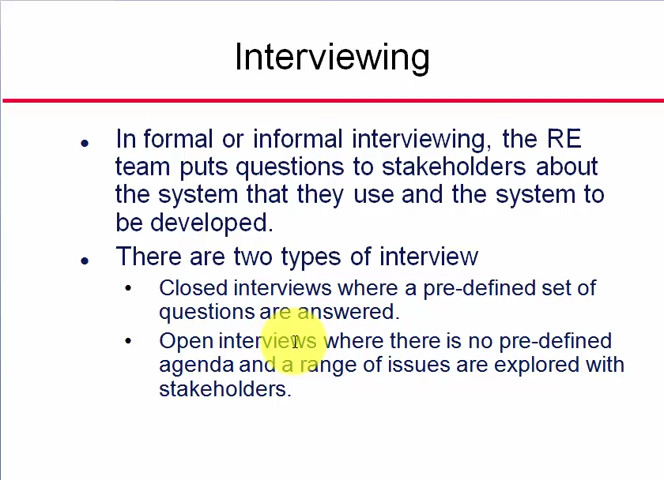 Interviewing
In formal or informal interviewing, the RE
team puts questions to stakeholders about
the system that they use and the system to
be developed.
There are two types of interview
Closed interviews where a pre-defined set of
questions are answered.
Open interviews where there is no pre-defined
agenda and a range of issues are explored with
stakeholders.